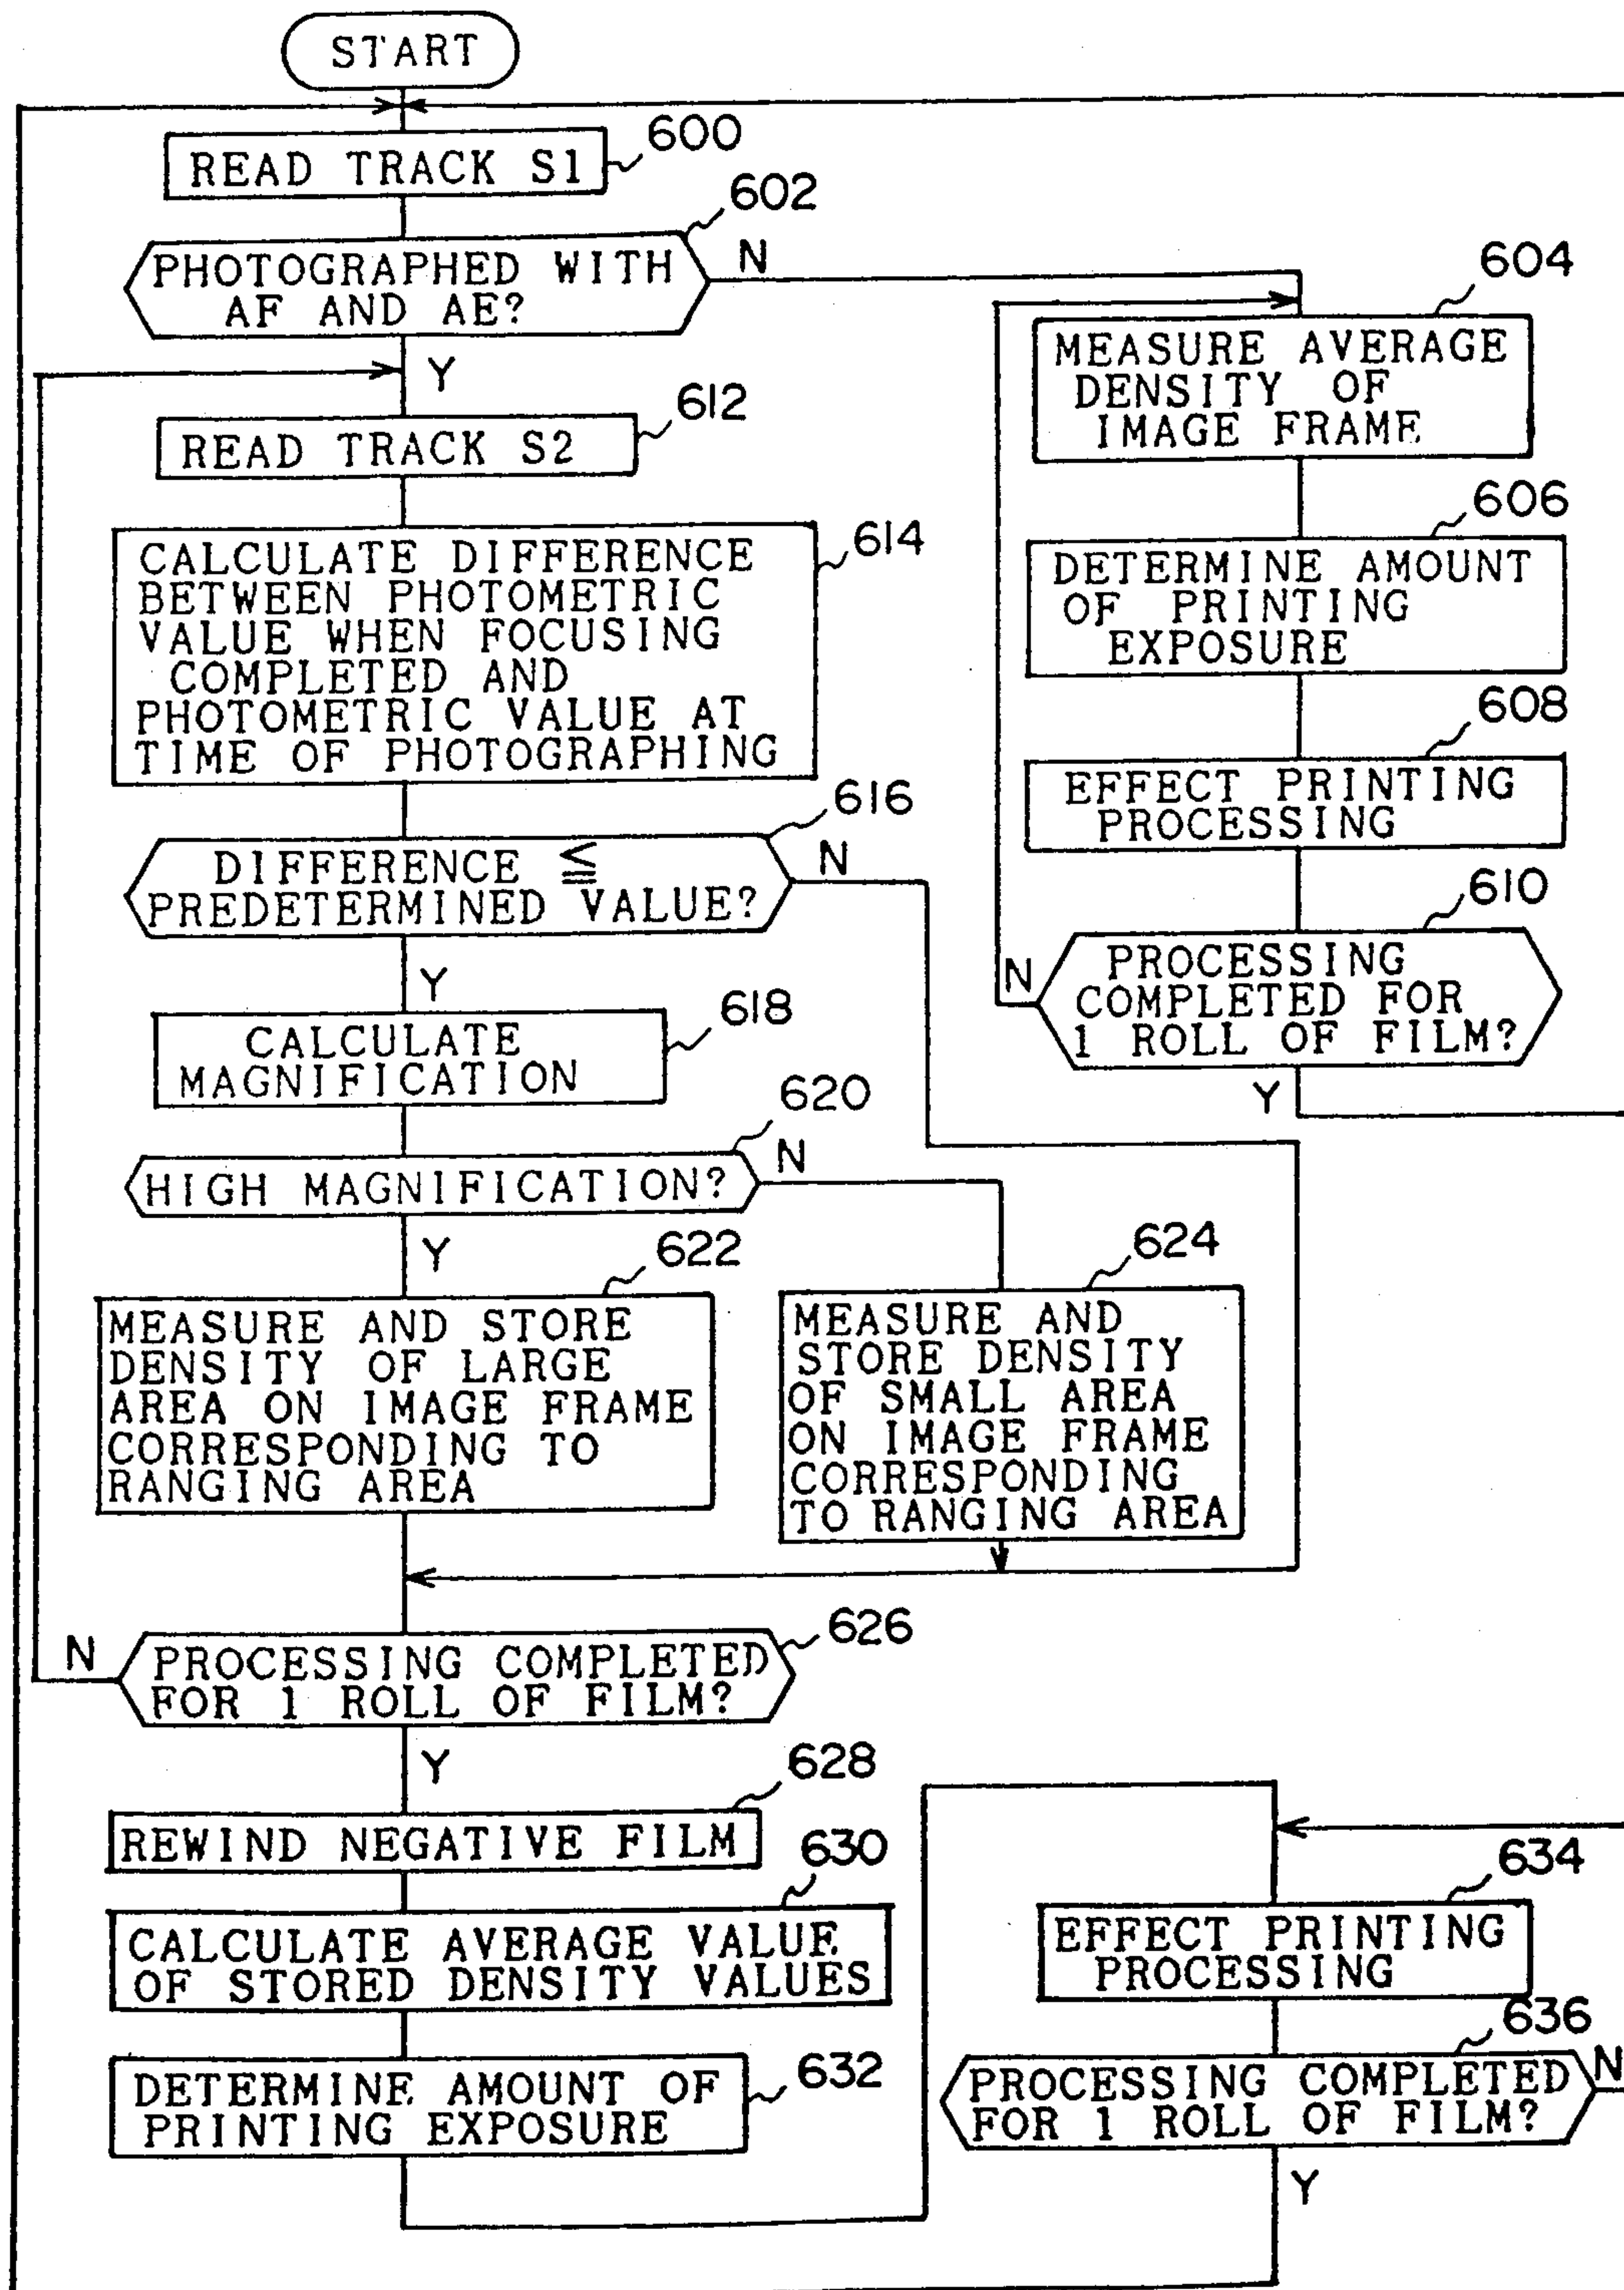 START
READ TRACK S1
600
602
PHOTOGRAPHED WITH
AF AND AE?
N
Y
604
MEASURE AVERAGE
DENSITY OF
IMAGE FRAME
606
DETERMINE AMOUNT
OF PRINTING
EXPOSURE
608
EFFECT PRINTING
PROCESSING
610
PROCESSING
COMPLETED FOR
1 ROLL OF FILM?
N
Y
612
READ TRACK S2
614
CALCULATE DIFFERENCE
BETWEEN PHOTOMETRIC
VALUE WHEN FOCUSING
COMPLETED AND
PHOTOMETRIC VALUE AT
TIME OF PHOTOGRAPHING
616
DIFFERENCE ≦
PREDETERMINED VALUE?
N
Y
618
CALCULATE
MAGNIFICATION
620
HIGH MAGNIFICATION?
N
Y
622
MEASURE AND STORE
DENSITY OF LARGE
AREA ON IMAGE FRAME
CORRESPONDING TO
RANGING AREA
624
MEASURE AND
STORE DENSITY
OF SMALL AREA
ON IMAGE FRAME
CORRESPONDING
TO RANGING AREA
626
PROCESSING COMPLETED
FOR 1 ROLL OF FILM?
N
Y
628
REWIND NEGATIVE FILM
630
CALCULATE AVERAGE VALUE
OF STORED DENSITY VALUES
632
DETERMINE AMOUNT OF
PRINTING EXPOSURE
634
EFFECT PRINTING
PROCESSING
636
PROCESSING COMPLETED
FOR 1 ROLL OF FILM?
N
Y